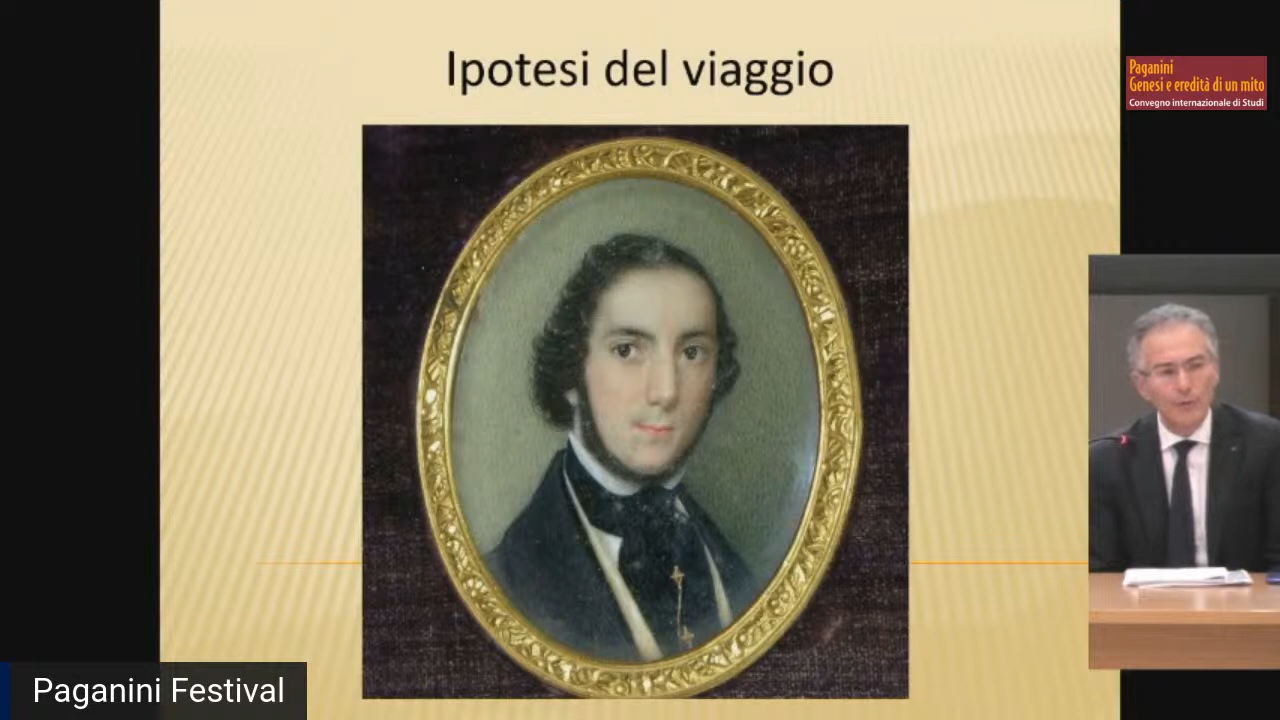 Ipotesi del viaggio
Paganini
Genesi e eredità di un mito
Convegno internazionale di Studi
Paganini Festival